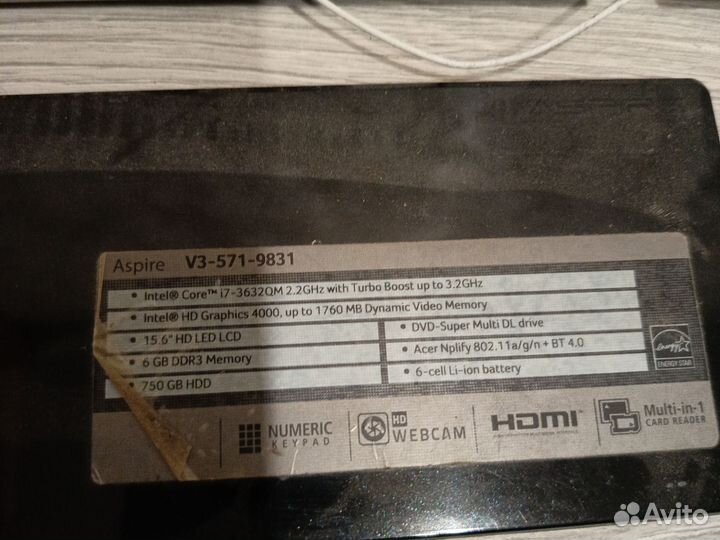 Aspire V3-571-9831
• Intel® Core™ i7-3632QM 2.2GHz with Turbo Boost up to 3.2GHz
• Intel® HD Graphics 4000, up to 1760 MB Dynamic Video Memory
• 15.6" HD LED LCD
• 6 GB DDR3 Memory
• 750 GB HDD
• DVD-Super Multi DL drive
• Acer Nplify 802.11a/g/n + BT 4.0
• 6-cell Li-ion battery
energy
ENERGY STAR
NUMERIC
KEYPAD
HD
WEBCAM
HDMI
Multi-in-1
CARD READER
Avito